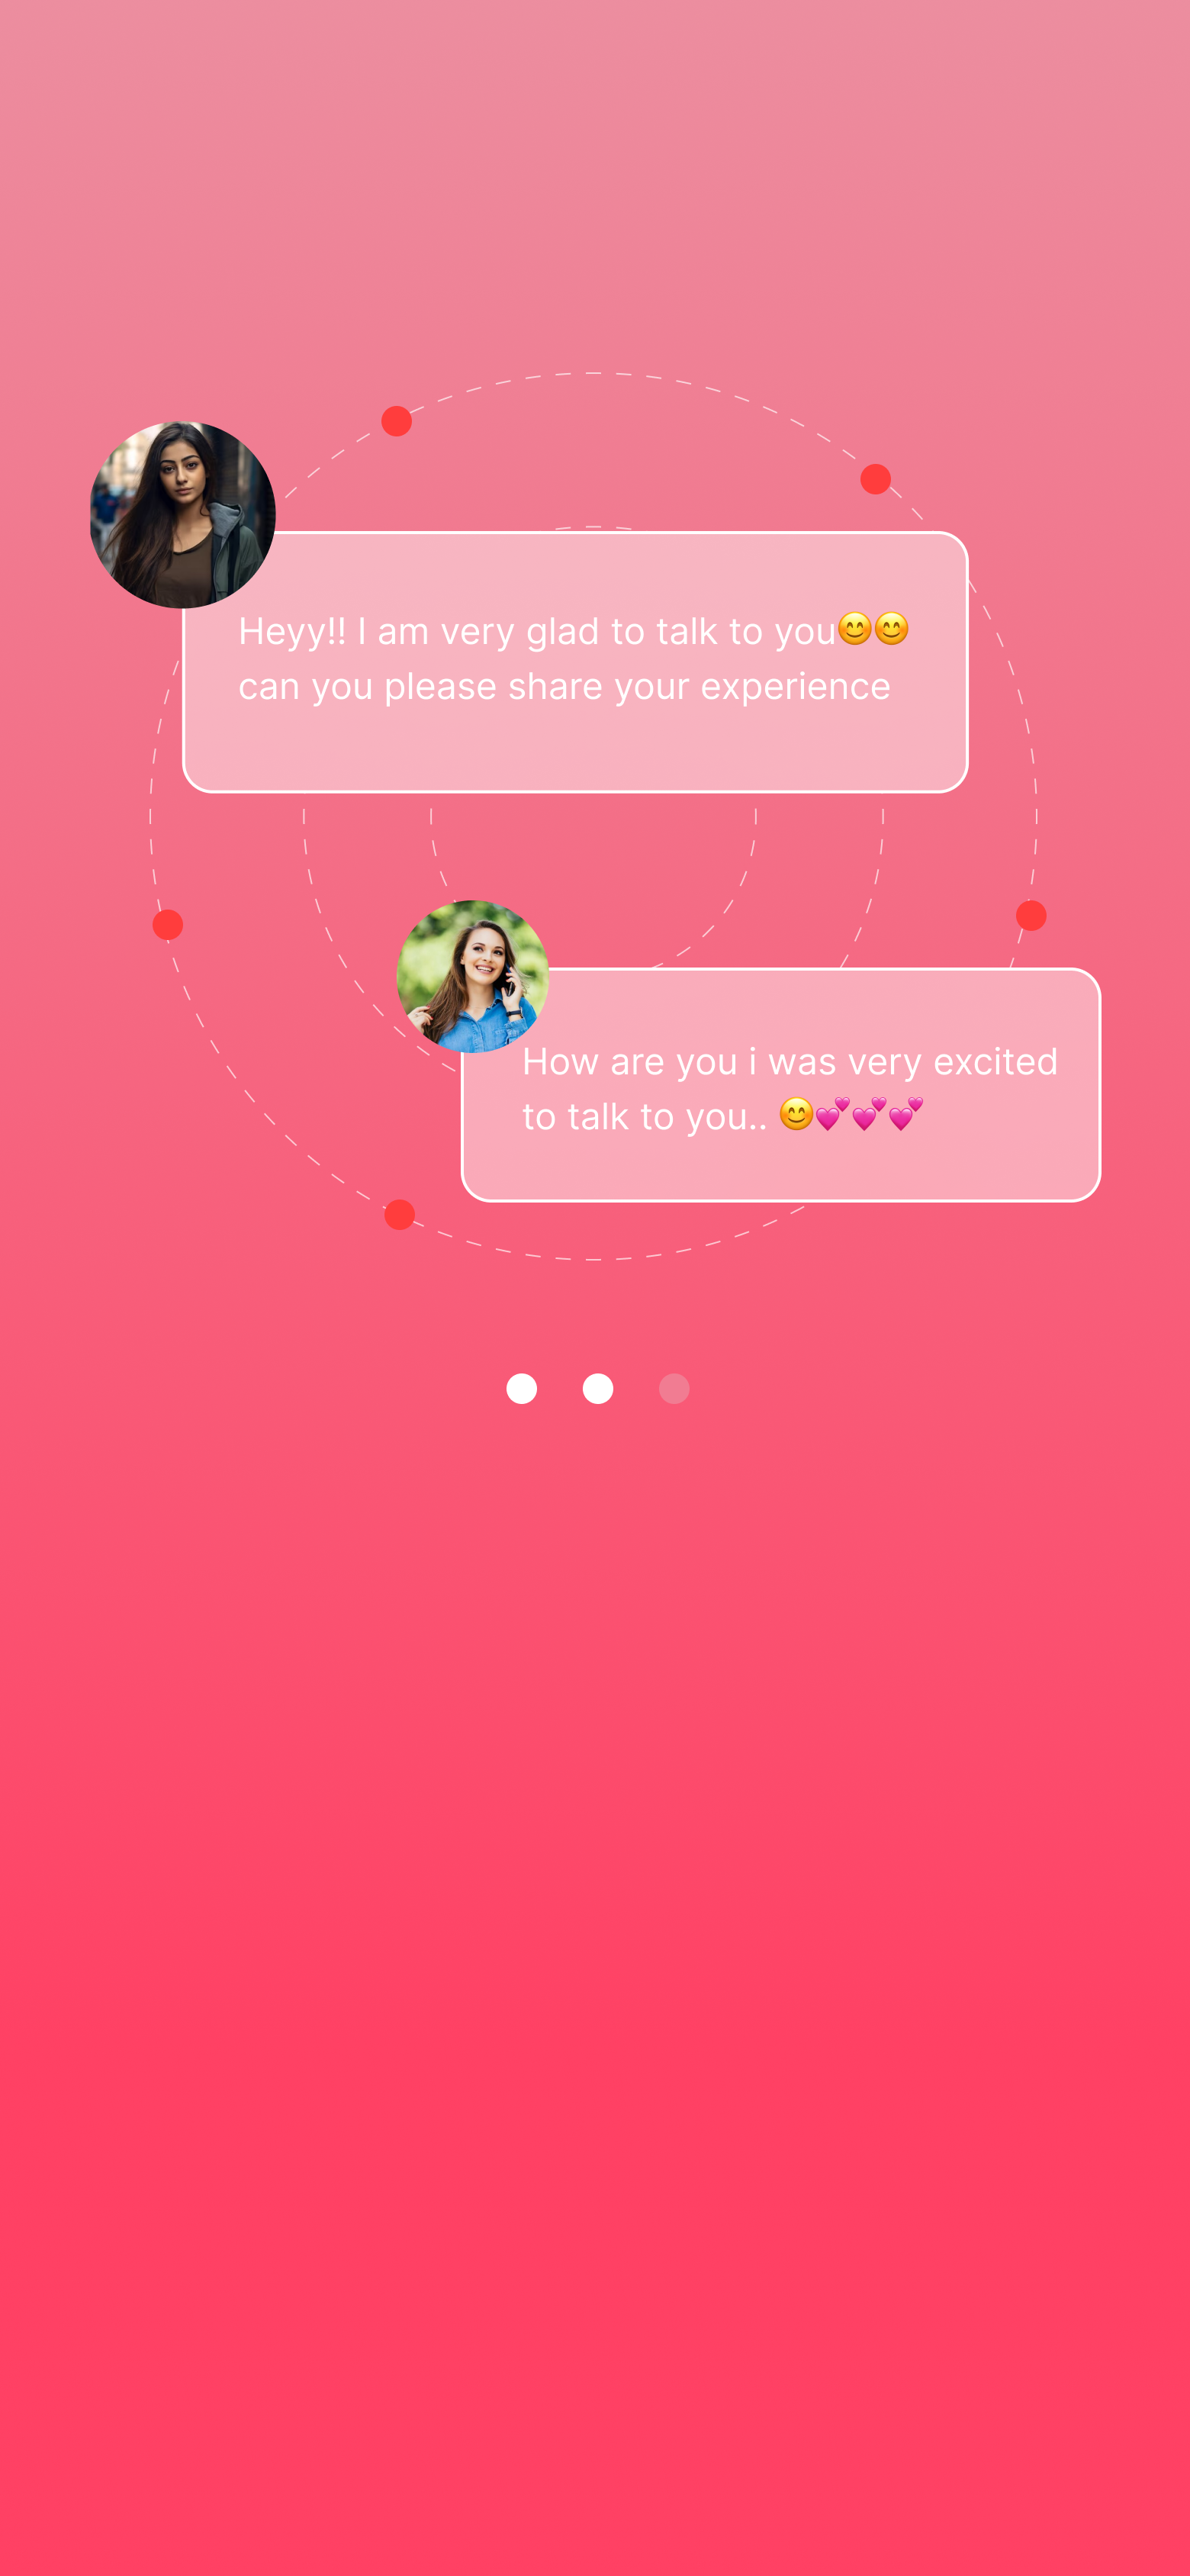 Heyy!! I am very glad to talk to you😊😊
can you please share your experience
How are you i was very excited
to talk to you.. 😊💕💕💕